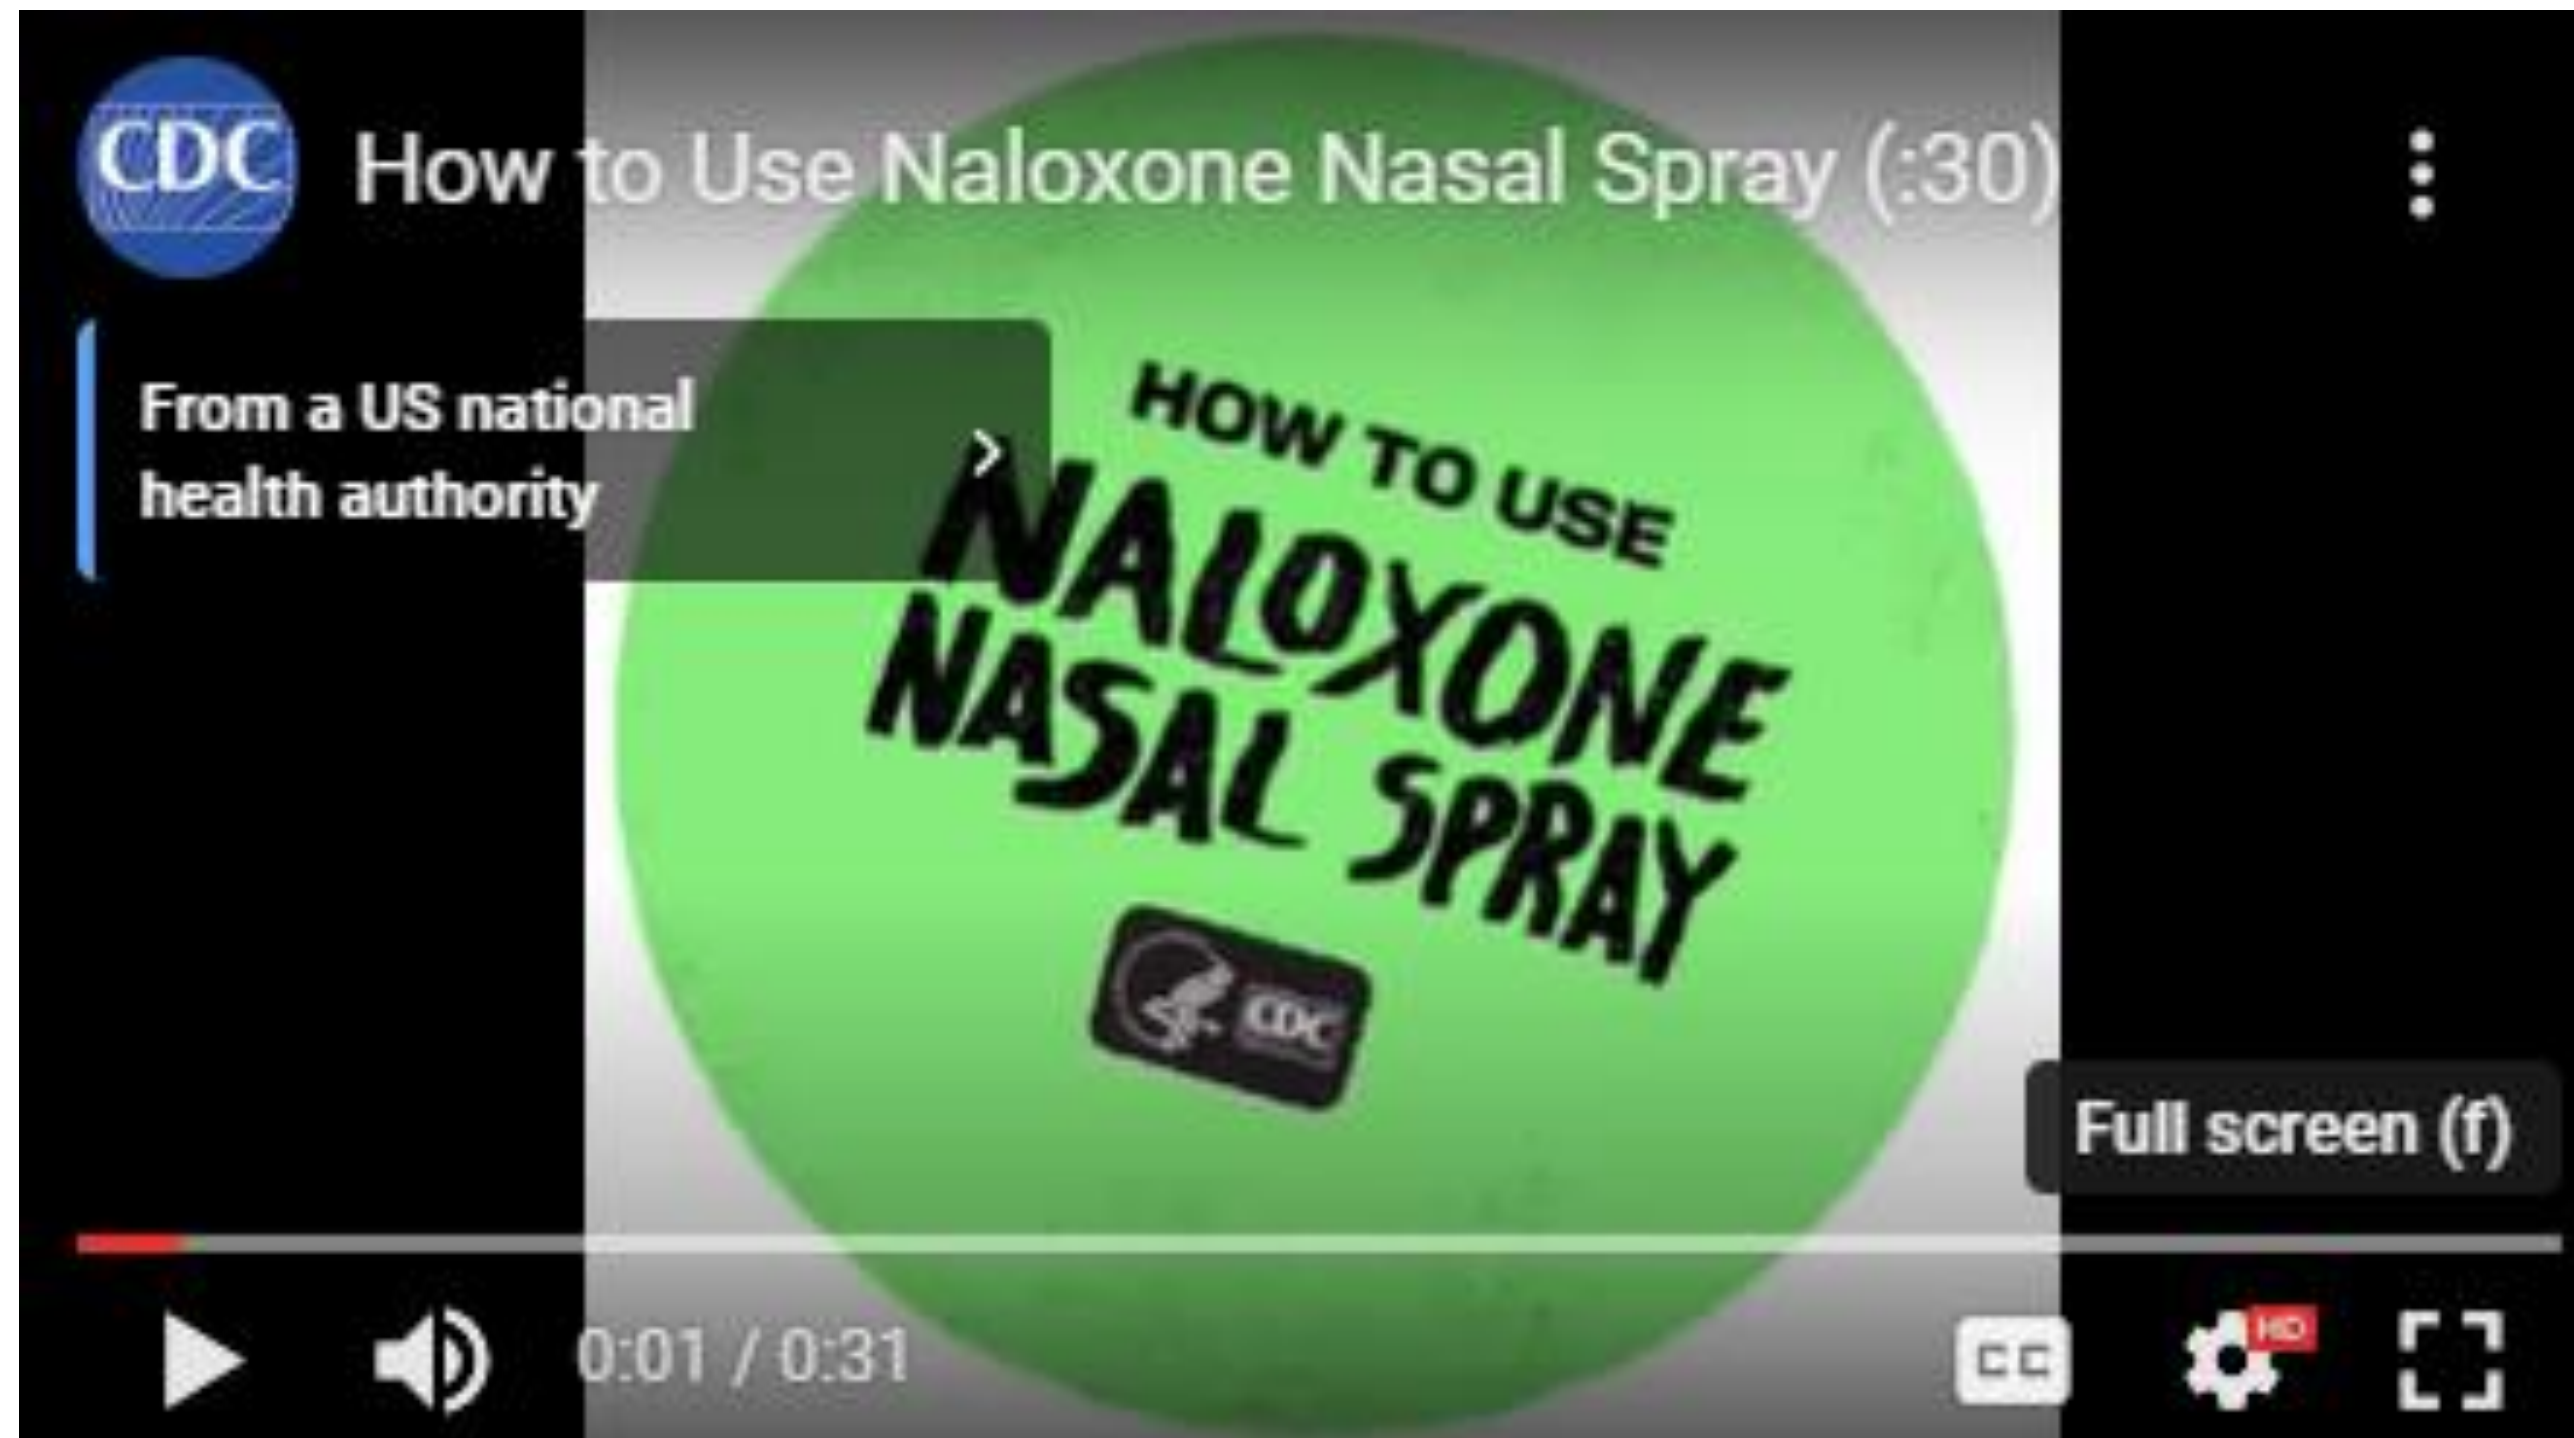 CDC
How to Use Naloxone Nasal Spray (:30)
From a US national
health authority
HOW TO USE
NALOXONE
NASAL SPRAY
CDC
Full screen (f)
0:01 / 0:31
CC
HD